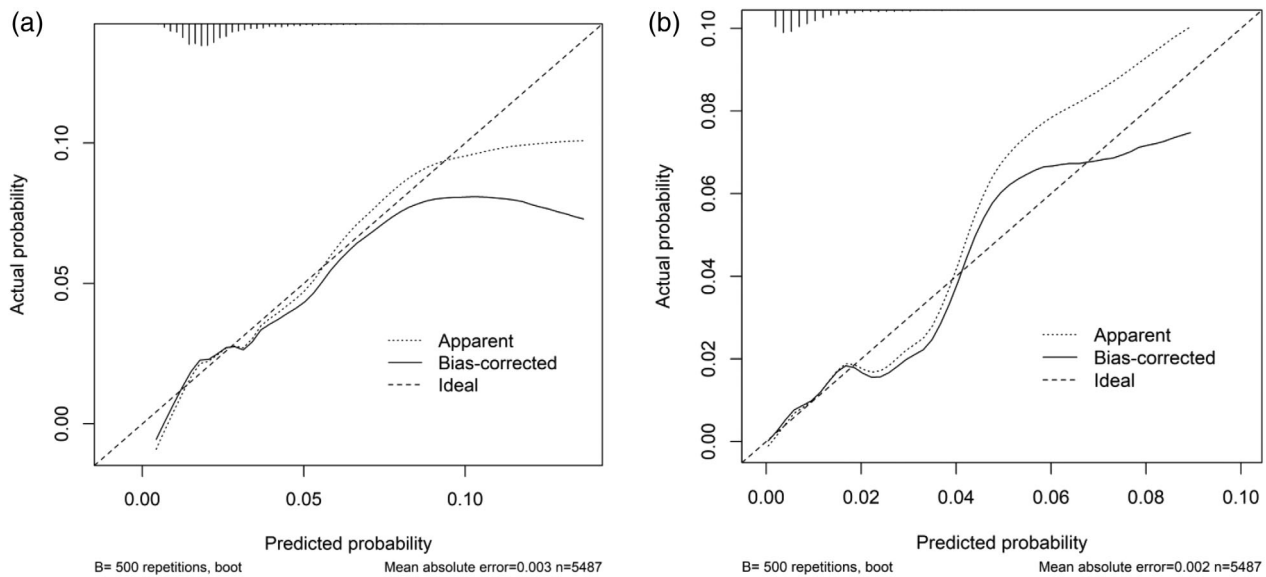 (a)
Actual probability
0.10
0.05
0.00
Apparent
Bias-corrected
Ideal
0.00 0.05 0.10
Predicted probability
B= 500 repetitions, boot Mean absolute error=0.003 n=5487
(b)
Actual probability
0.10
0.08
0.06
0.04
0.02
0.00
Apparent
Bias-corrected
Ideal
0.00 0.02 0.04 0.06 0.08 0.10
Predicted probability
B= 500 repetitions, boot Mean absolute error=0.002 n=5487